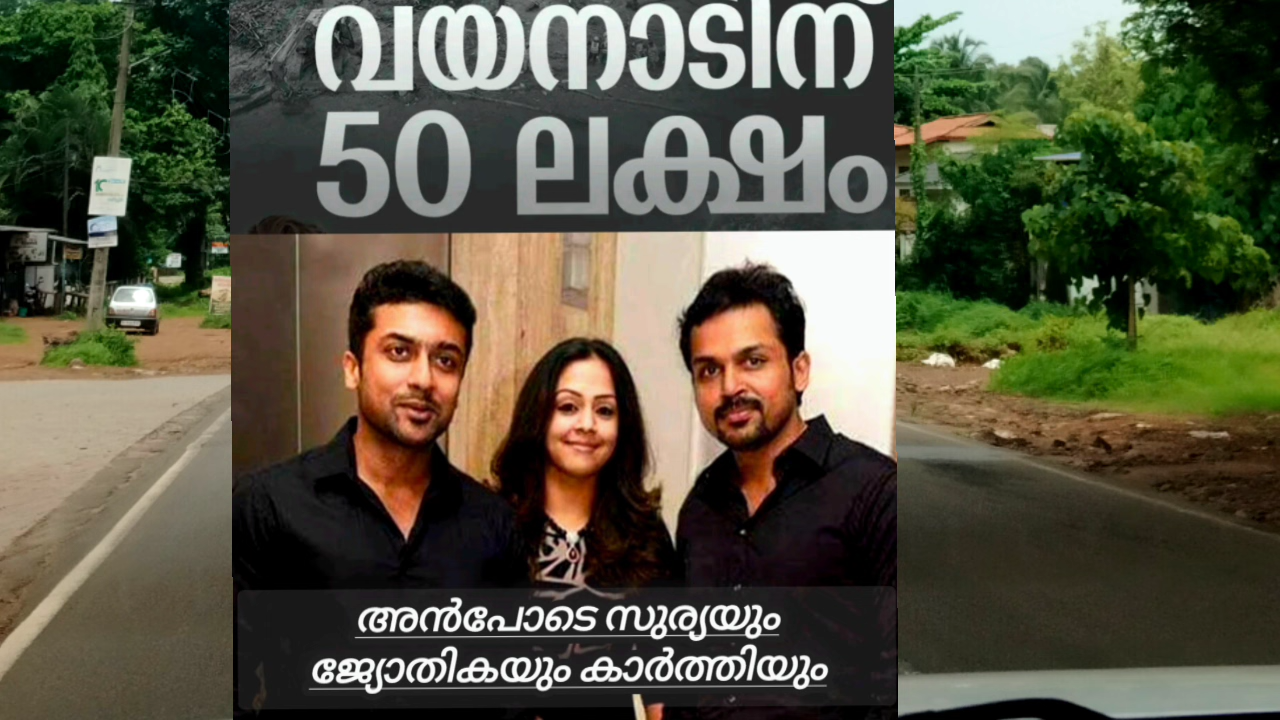 വയനാടിന്
50 ലക്ഷം
അൻപോടെ സുര്യയും
ജ്യോതികയും കാർത്തിയും